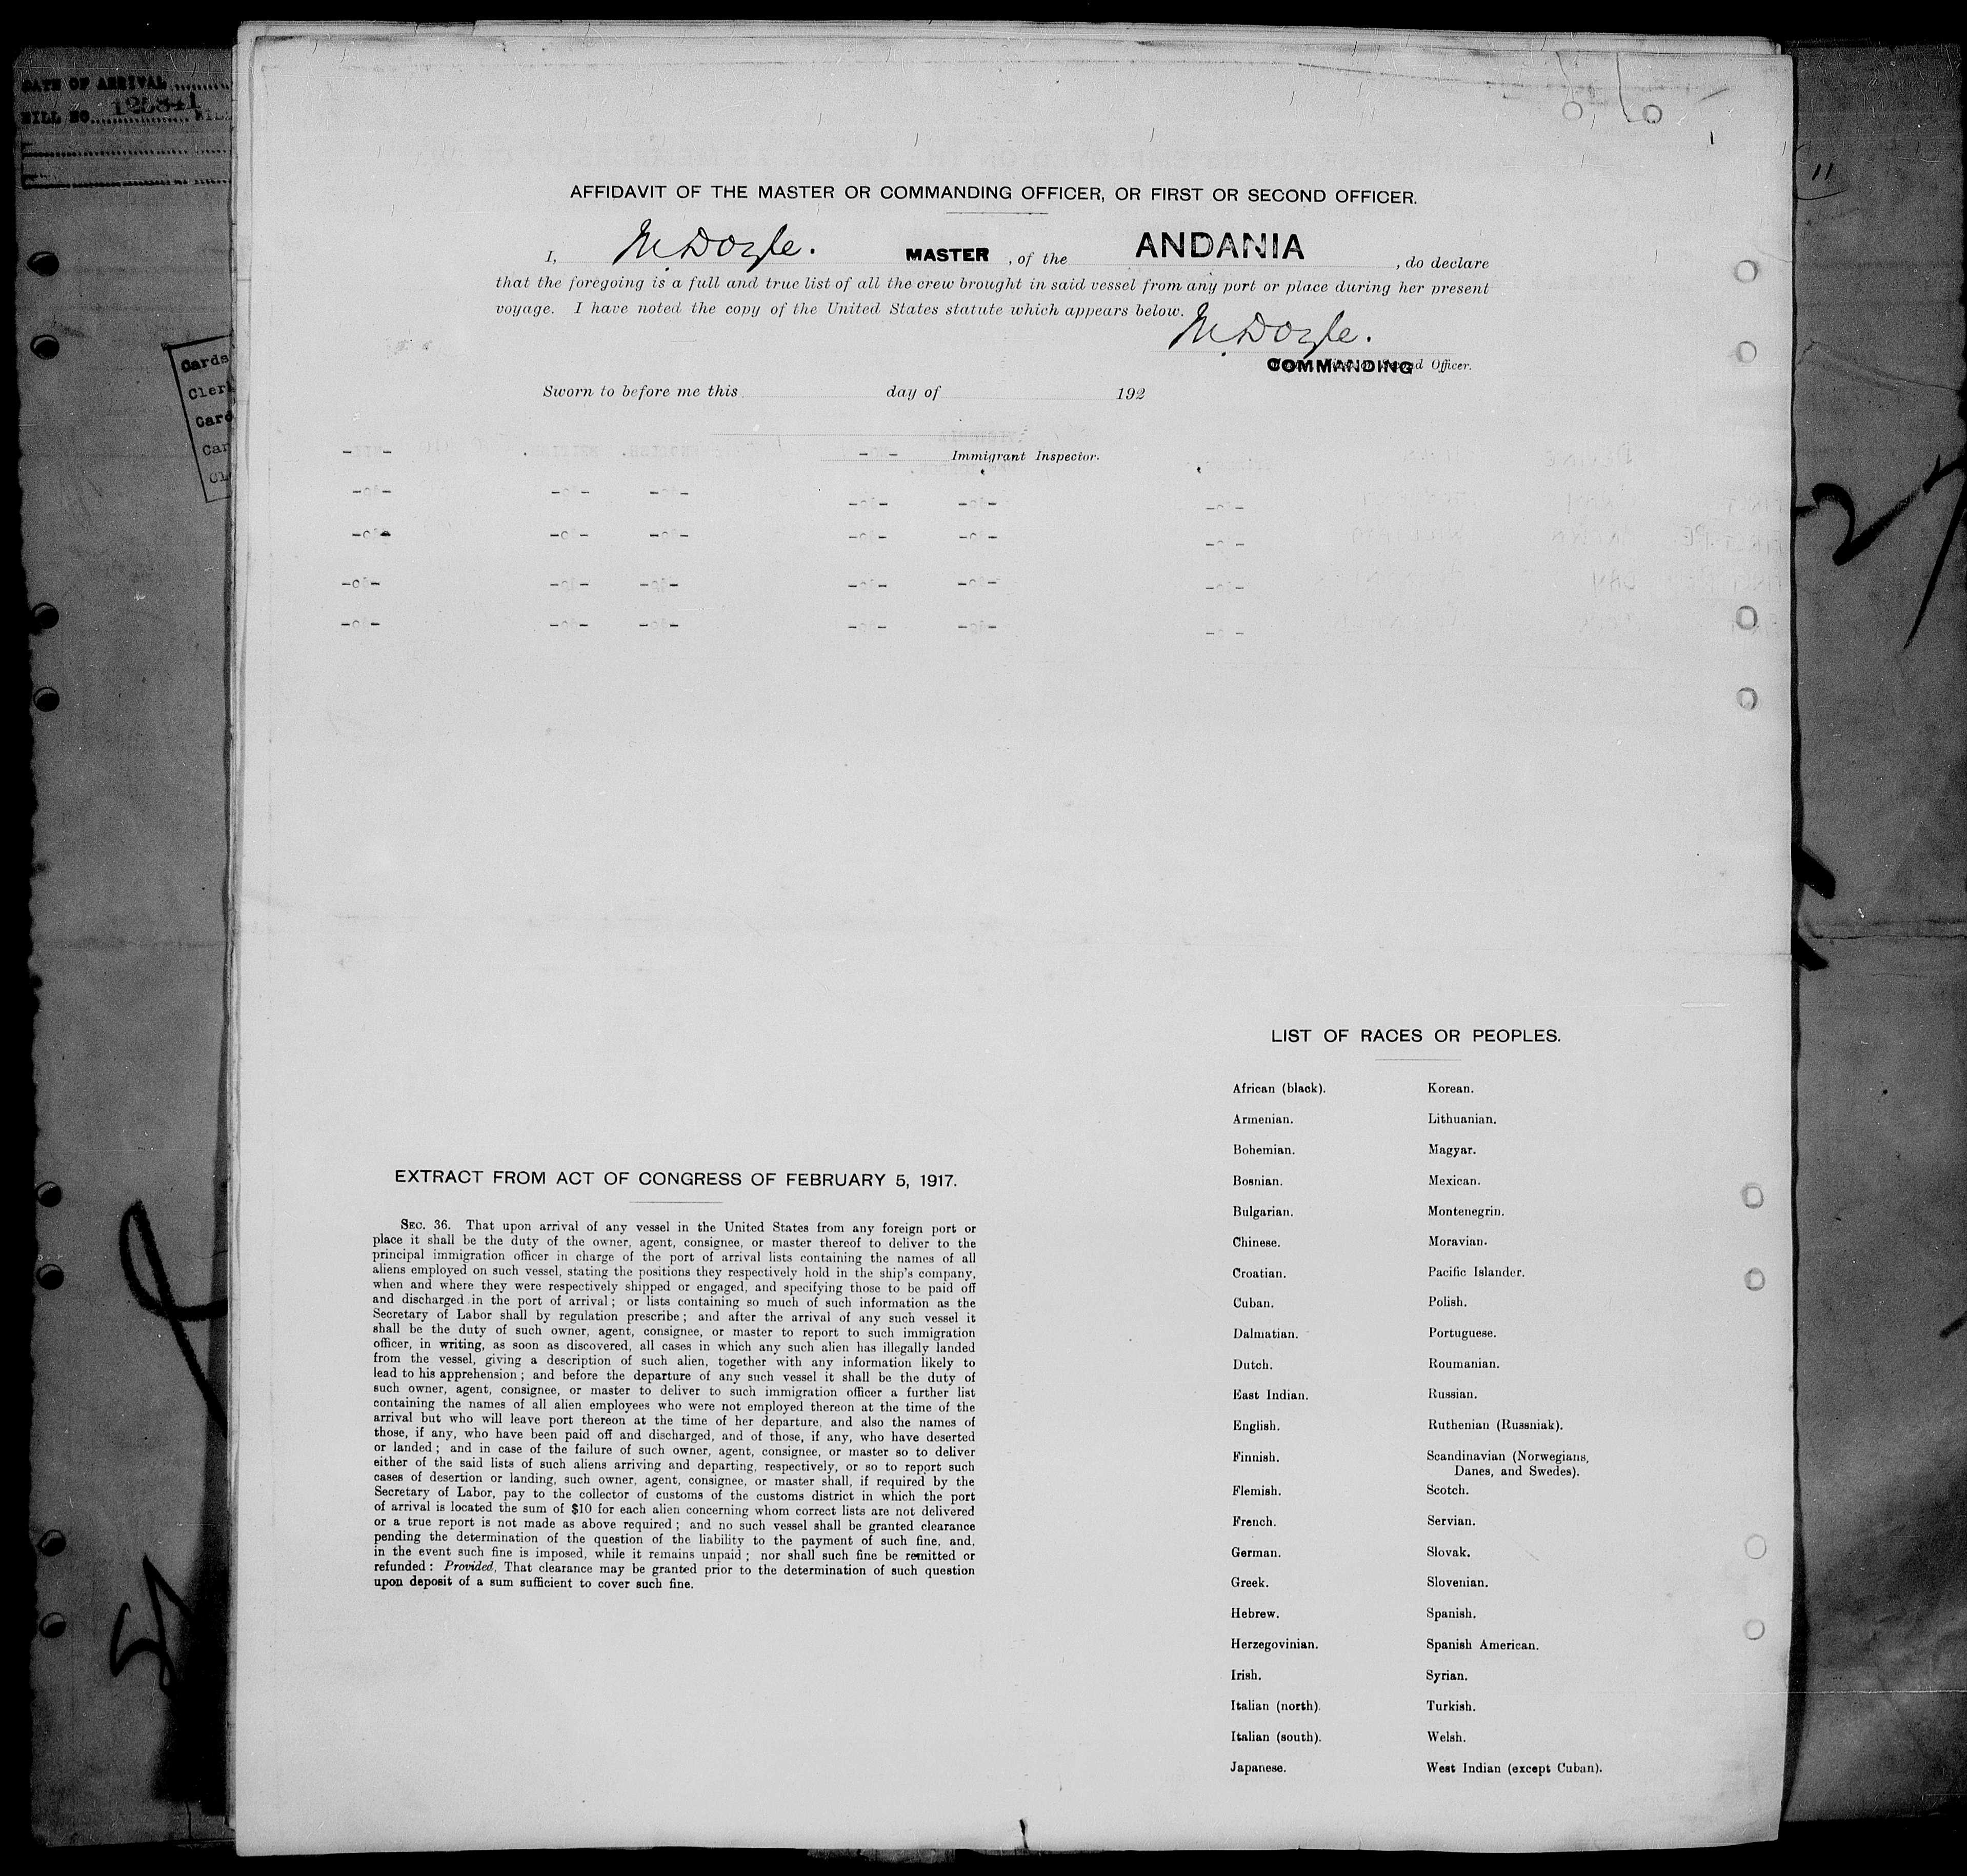 DATE OF ARRIVAL
BILL NO. 125841
11
Cards
Cler
Card
Car
Cl
27
AFFIDAVIT OF THE MASTER OR COMMANDING OFFICER, OR FIRST OR SECOND OFFICER.
I, M. Doyle. MASTER, of the ANDANIA, do declare
that the foregoing is a full and true list of all the crew brought in said vessel from any port or place during her present
voyage. I have noted the copy of the United States statute which appears below.
M. Doyle.
COMMANDING Officer.
Sworn to before me this day of 192
Immigrant Inspector.
EXTRACT FROM ACT OF CONGRESS OF FEBRUARY 5, 1917.
SEC. 36. That upon arrival of any vessel in the United States from any foreign port or
place it shall be the duty of the owner, agent, consignee, or master thereof to deliver to the
principal immigration officer in charge of the port of arrival lists containing the names of all
aliens employed on such vessel, stating the positions they respectively hold in the ship's company,
when and where they were respectively shipped or engaged, and specifying those to be paid off
and discharged in the port of arrival; or lists containing so much of such information as the
Secretary of Labor shall by regulation prescribe; and after the arrival of any such vessel it
shall be the duty of such owner, agent, consignee, or master to report to such immigration
officer, in writing, as soon as discovered, all cases in which any such alien has illegally landed
from the vessel, giving a description of such alien, together with any information likely to
lead to his apprehension; and before the departure of any such vessel it shall be the duty of
such owner, agent, consignee, or master to deliver to such immigration officer a further list
containing the names of all alien employees who were not employed thereon at the time of the
arrival but who will leave port thereon at the time of her departure, and also the names of
those, if any, who have been paid off and discharged, and of those, if any, who have deserted
or landed; and in case of the failure of such owner, agent, consignee, or master so to deliver
either of the said lists of such aliens arriving and departing, respectively, or so to report such
cases of desertion or landing, such owner, agent, consignee, or master shall, if required by the
Secretary of Labor, pay to the collector of customs of the customs district in which the port
of arrival is located the sum of $10 for each alien concerning whom correct lists are not delivered
or a true report is not made as above required; and no such vessel shall be granted clearance
pending the determination of the question of the liability to the payment of such fine, and,
in the event such fine is imposed, while it remains unpaid; nor shall such fine be remitted or
refunded: Provided, That clearance may be granted prior to the determination of such question
upon deposit of a sum sufficient to cover such fine.
LIST OF RACES OR PEOPLES.
African (black).
Armenian.
Bohemian.
Bosnian.
Bulgarian.
Chinese.
Croatian.
Cuban.
Dalmatian.
Dutch.
East Indian.
English.
Finnish.
Flemish.
French.
German.
Greek.
Hebrew.
Herzegovinian.
Irish.
Italian (north).
Italian (south).
Japanese.
Korean.
Lithuanian.
Magyar.
Mexican.
Montenegrin.
Moravian.
Pacific Islander.
Polish.
Portuguese.
Roumanian.
Russian.
Ruthenian (Russniak).
Scandinavian (Norwegians,
Danes, and Swedes).
Scotch.
Servian.
Slovak.
Slovenian.
Spanish.
Spanish American.
Syrian.
Turkish.
Welsh.
West Indian (except Cuban).